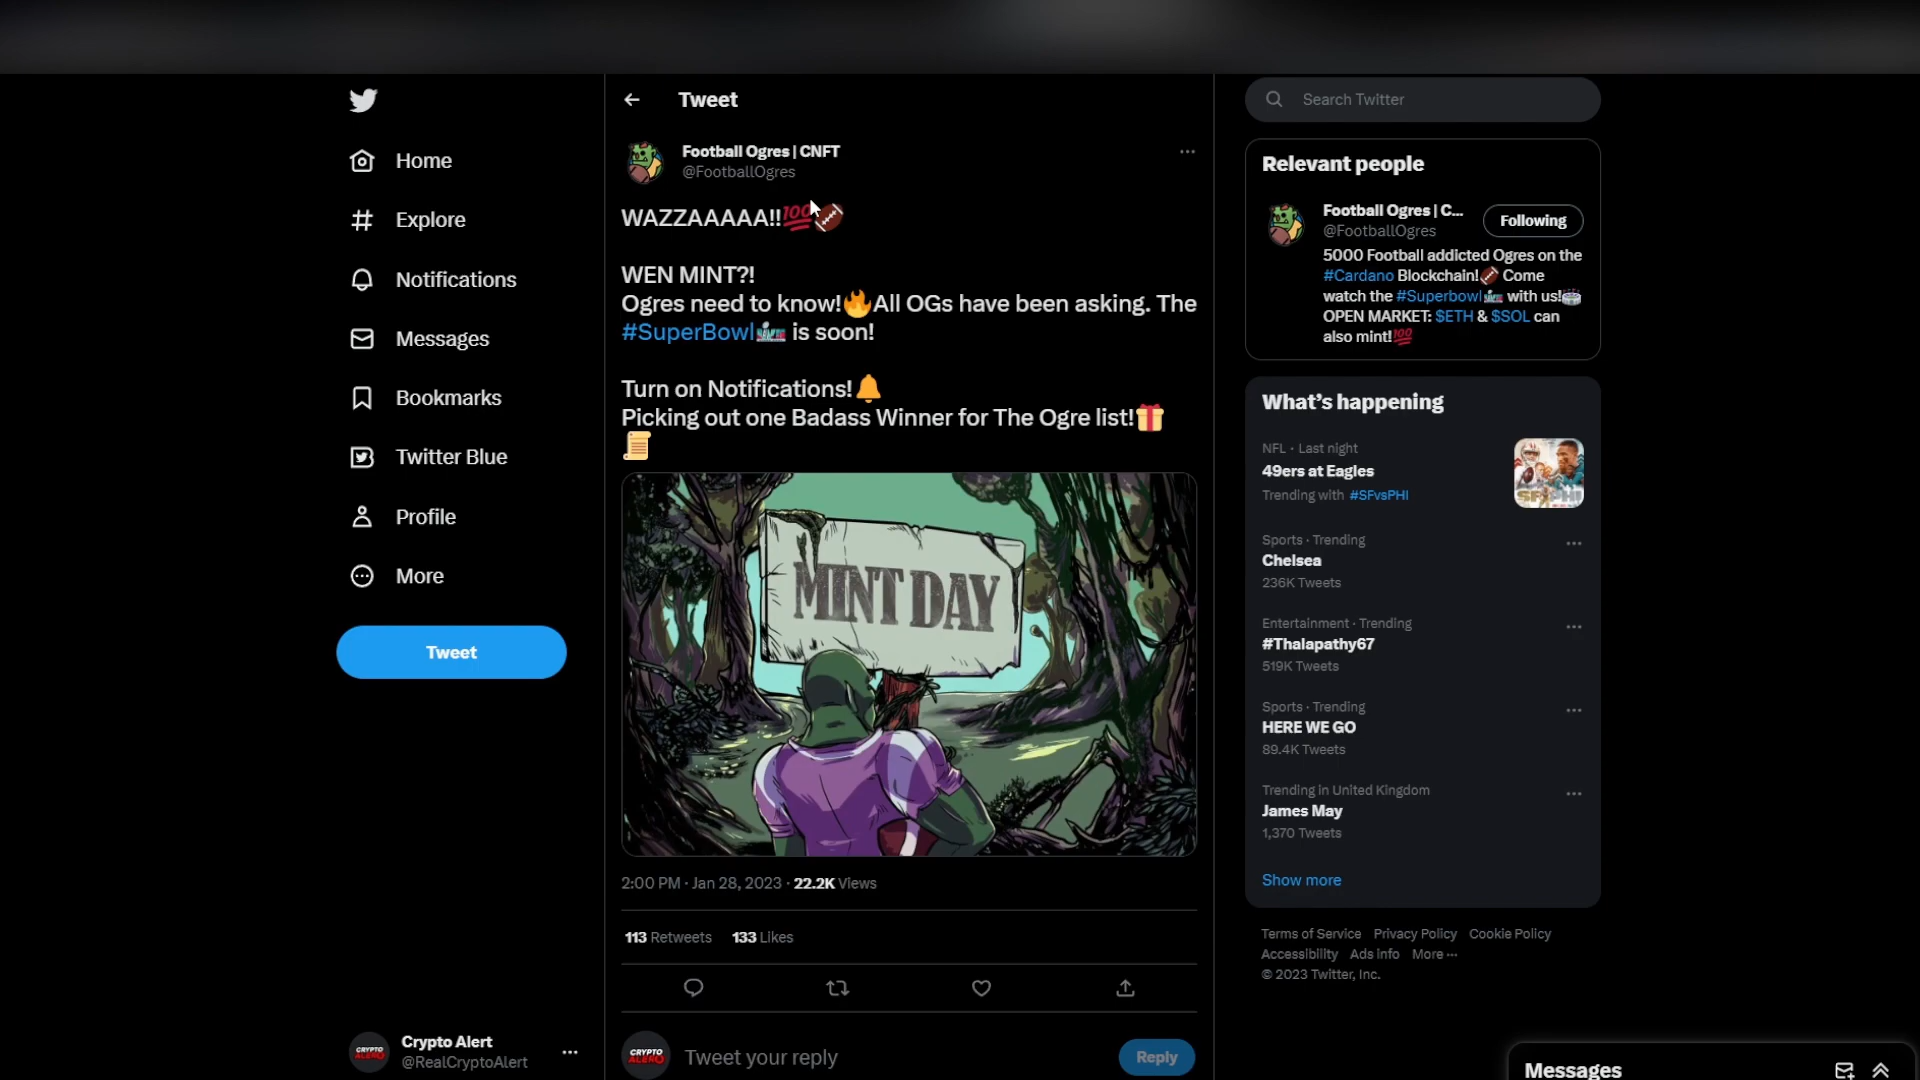 Home
Explore
Notifications
Messages
Bookmarks
Twitter Blue
Profile
More
Tweet
Crypto Alert
@RealCryptoAlert
Tweet
Football Ogres | CNFT
@FootballOgres
WAZZAAAAA!!💯🏈
WEN MINT?!
Ogres need to know!🔥All OGs have been asking. The
#SuperBowl is soon!
Turn on Notifications!🔔
Picking out one Badass Winner for The Ogre list!🎁
📜
MINT DAY
2:00 PM · Jan 28, 2023 · 22.2K Views
113 Retweets 133 Likes
CRYPTO
ALERT
Tweet your reply
Reply
Search Twitter
Relevant people
Football Ogres | C...
@FootballOgres
Following
5000 Football addicted Ogres on the
#Cardano Blockchain!🏈 Come
watch the #Superbowl with us!🏟
OPEN MARKET: $ETH & $SOL can
also mint!💯
What's happening
NFL · Last night
49ers at Eagles
Trending with #SFvsPHI
Sports · Trending
Chelsea
236K Tweets
Entertainment · Trending
#Thalapathy67
519K Tweets
Sports · Trending
HERE WE GO
89.4K Tweets
Trending in United Kingdom
James May
1,370 Tweets
Show more
Terms of Service Privacy Policy Cookie Policy
Accessibility Ads info More ···
© 2023 Twitter, Inc.
Messages